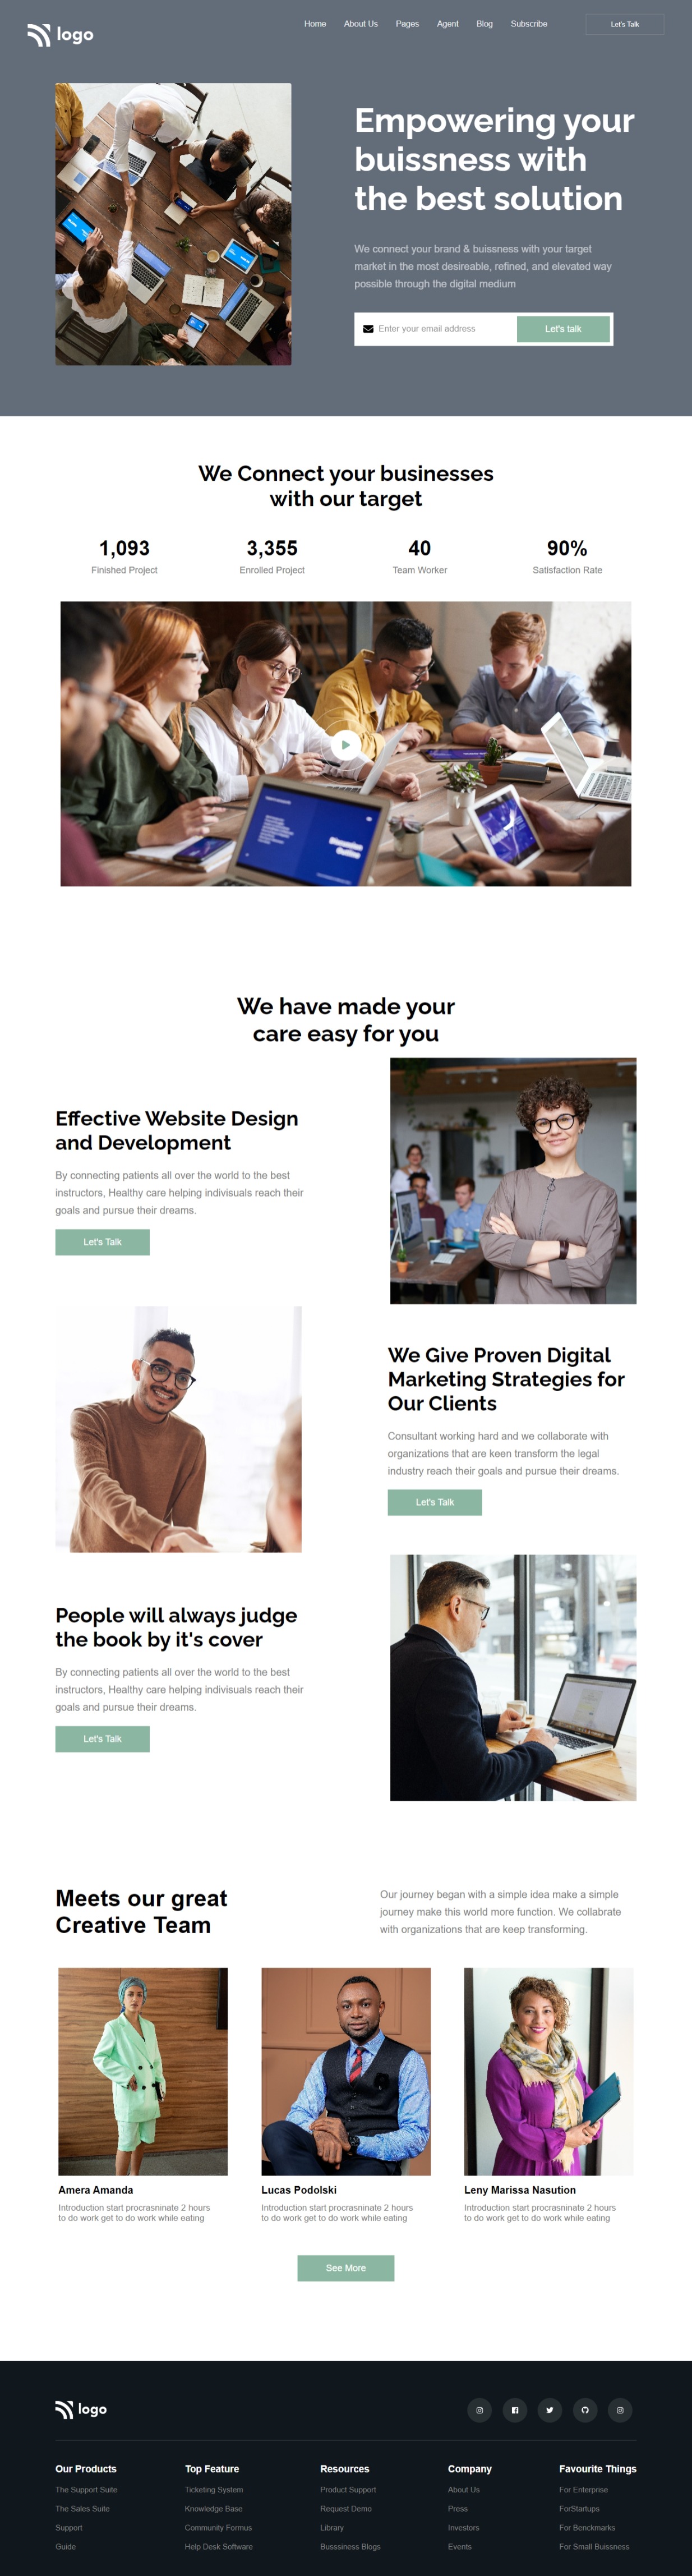 logo
Home About Us Pages Agent Blog Subscribe Let's Talk
Empowering your
buissness with
the best solution
We connect your brand & buissness with your target
market in the most desireable, refined, and elevated way
possible through the digital medium
Enter your email address Let's talk
We Connect your businesses
with our target
1,093 3,355 40 90%
Finished Project Enrolled Project Team Worker Satisfaction Rate
Discussion
Outline
We have made your
care easy for you
Effective Website Design
and Development
By connecting patients all over the world to the best
instructors, Healthy care helping indivisuals reach their
goals and pursue their dreams.
Let's Talk
We Give Proven Digital
Marketing Strategies for
Our Clients
Consultant working hard and we collaborate with
organizations that are keen transform the legal
industry reach their goals and pursue their dreams.
Let's Talk
People will always judge
the book by it's cover
By connecting patients all over the world to the best
instructors, Healthy care helping indivisuals reach their
goals and pursue their dreams.
Let's Talk
Meets our great
Creative Team
Our journey began with a simple idea make a simple
journey make this world more function. We collabrate
with organizations that are keep transforming.
Amera Amanda
Introduction start procrasninate 2 hours
to do work get to do work while eating
Lucas Podolski
Introduction start procrasninate 2 hours
to do work get to do work while eating
Leny Marissa Nasution
Introduction start procrasninate 2 hours
to do work get to do work while eating
See More
logo
Our Products Top Feature Resources Company Favourite Things
The Support Suite Ticketing System Product Support About Us For Enterprise
The Sales Suite Knowledge Base Request Demo Press ForStartups
Support Community Formus Library Investors For Benckmarks
Guide Help Desk Software Busssiness Blogs Events For Small Buissness